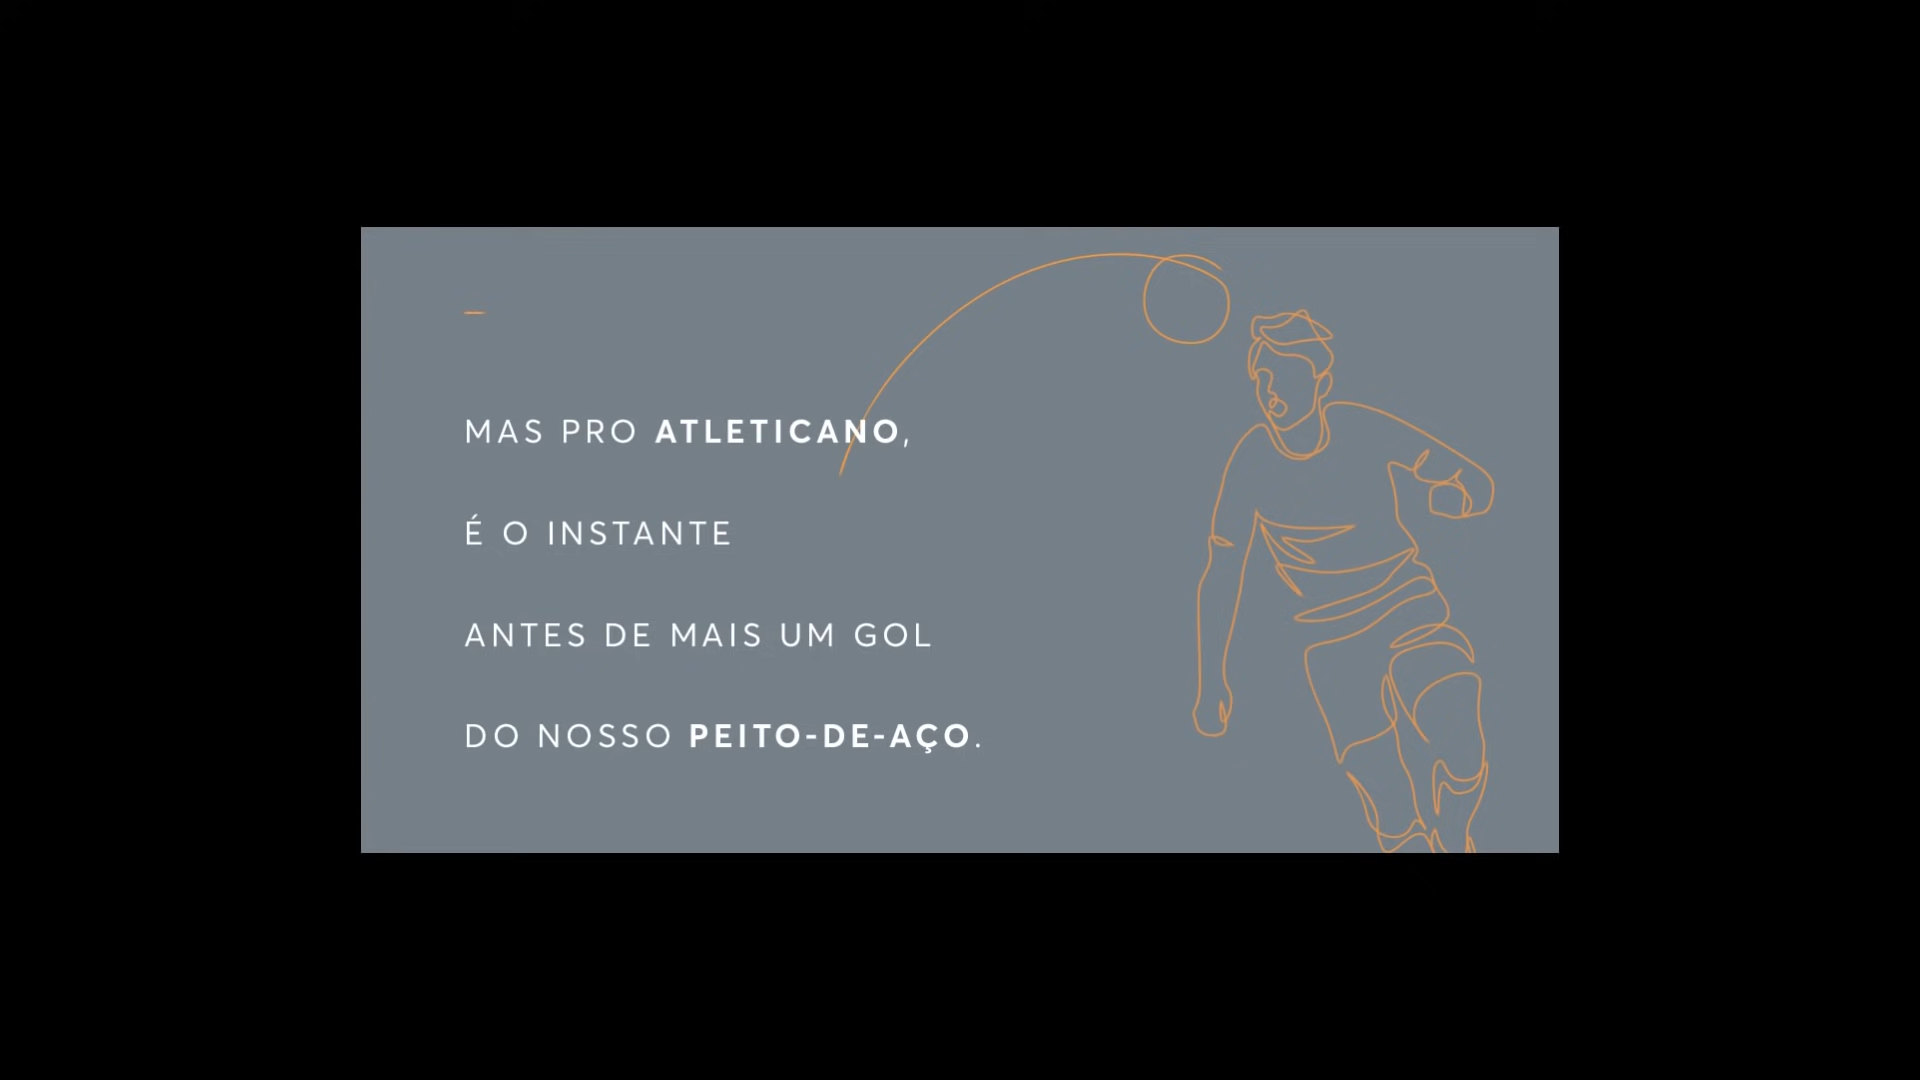 MAS PRO ATLETICANO,
É O INSTANTE
ANTES DE MAIS UM GOL
DO NOSSO PEITO-DE-AÇO.